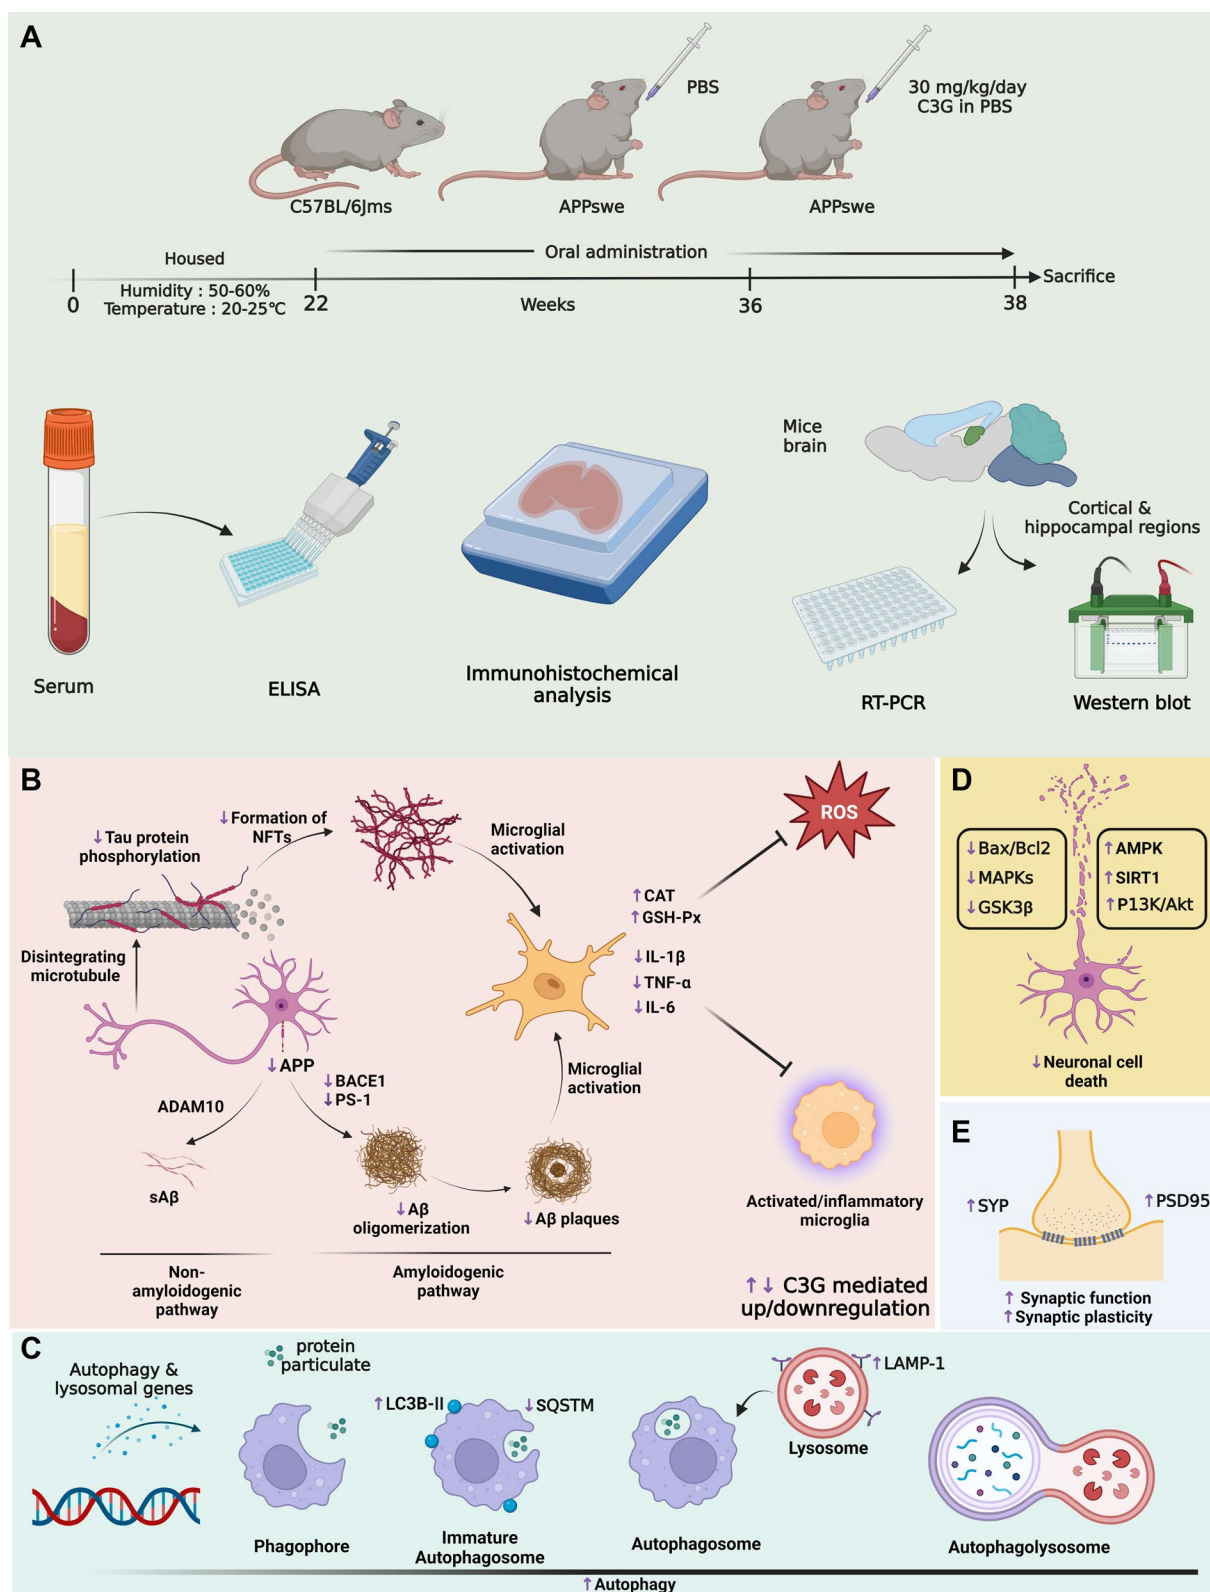 A
PBS
30 mg/kg/day
C3G in PBS
C57BL/6Jms
APPswe
APPswe
Housed
Oral administration
Sacrifice
0
Humidity : 50-60%
Temperature : 20-25℃
22
Weeks
36
38
Mice
brain
Cortical &
hippocampal regions
Serum
ELISA
Immunohistochemical
analysis
RT-PCR
Western blot
B
↓Tau protein
phosphorylation
↓Formation of
NFTs
Microglial
activation
ROS
↑CAT
↑GSH-Px
↓IL-1β
↓TNF-α
↓IL-6
Disintegrating
microtubule
↓APP
↓BACE1
↓PS-1
ADAM10
sAβ
↓Aβ
oligomerization
↓Aβ plaques
Microglial
activation
Activated/inflammatory
microglia
Non-
amyloidogenic
pathway
Amyloidogenic
pathway
↑↓ C3G mediated
up/downregulation
D
↓Bax/Bcl2
↓MAPKs
↓GSK3β
↑AMPK
↑SIRT1
↑P13K/Akt
↓Neuronal cell
death
E
↑SYP
↑PSD95
↑ Synaptic function
↑Synaptic plasticity
C
Autophagy &
lysosomal genes
protein
particulate
↑LC3B-II
↓SQSTM
↑LAMP-1
Lysosome
Phagophore
Immature
Autophagosome
Autophagosome
Autophagolysosome
↑Autophagy